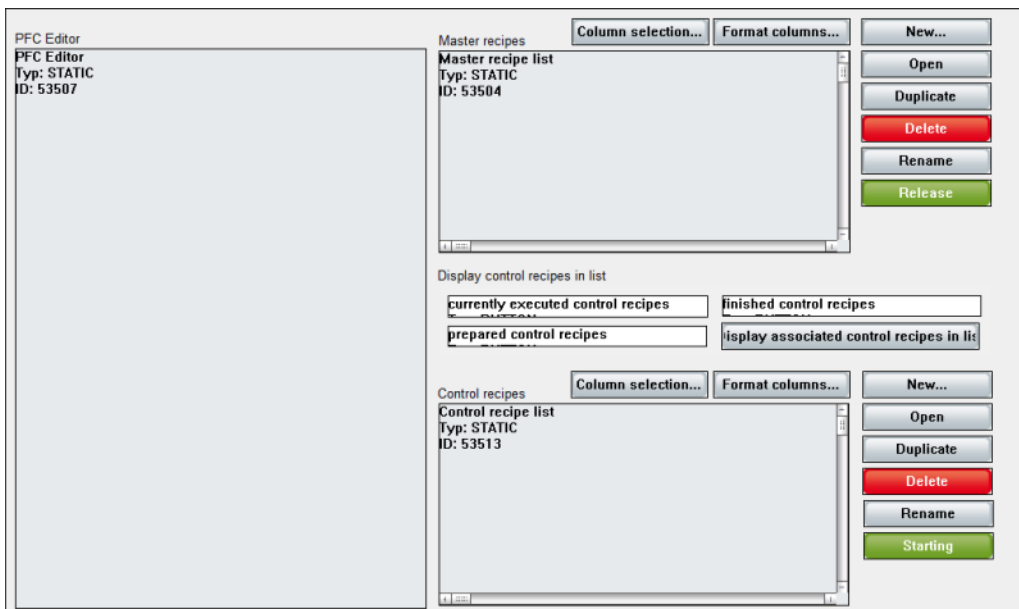 PFC Editor
PFC Editor
Typ: STATIC
ID: 53507
Master recipes
Column selection...
Format columns...
New...
Master recipe list
Typ: STATIC
ID: 53504
Open
Duplicate
Delete
Rename
Release
Display control recipes in list
currently executed control recipes
finished control recipes
prepared control recipes
isplay associated control recipes in lis
Control recipes
Column selection...
Format columns...
New...
Control recipe list
Typ: STATIC
ID: 53513
Open
Duplicate
Delete
Rename
Starting